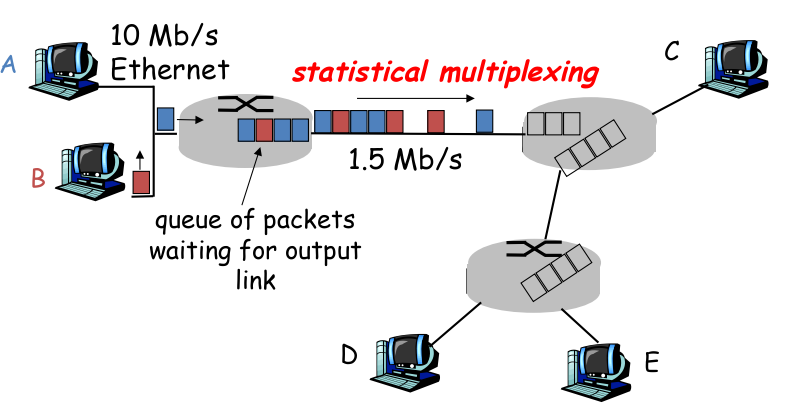 A
10 Mb/s
Ethernet
statistical multiplexing
C
B
1.5 Mb/s
queue of packets
waiting for output
link
D
E